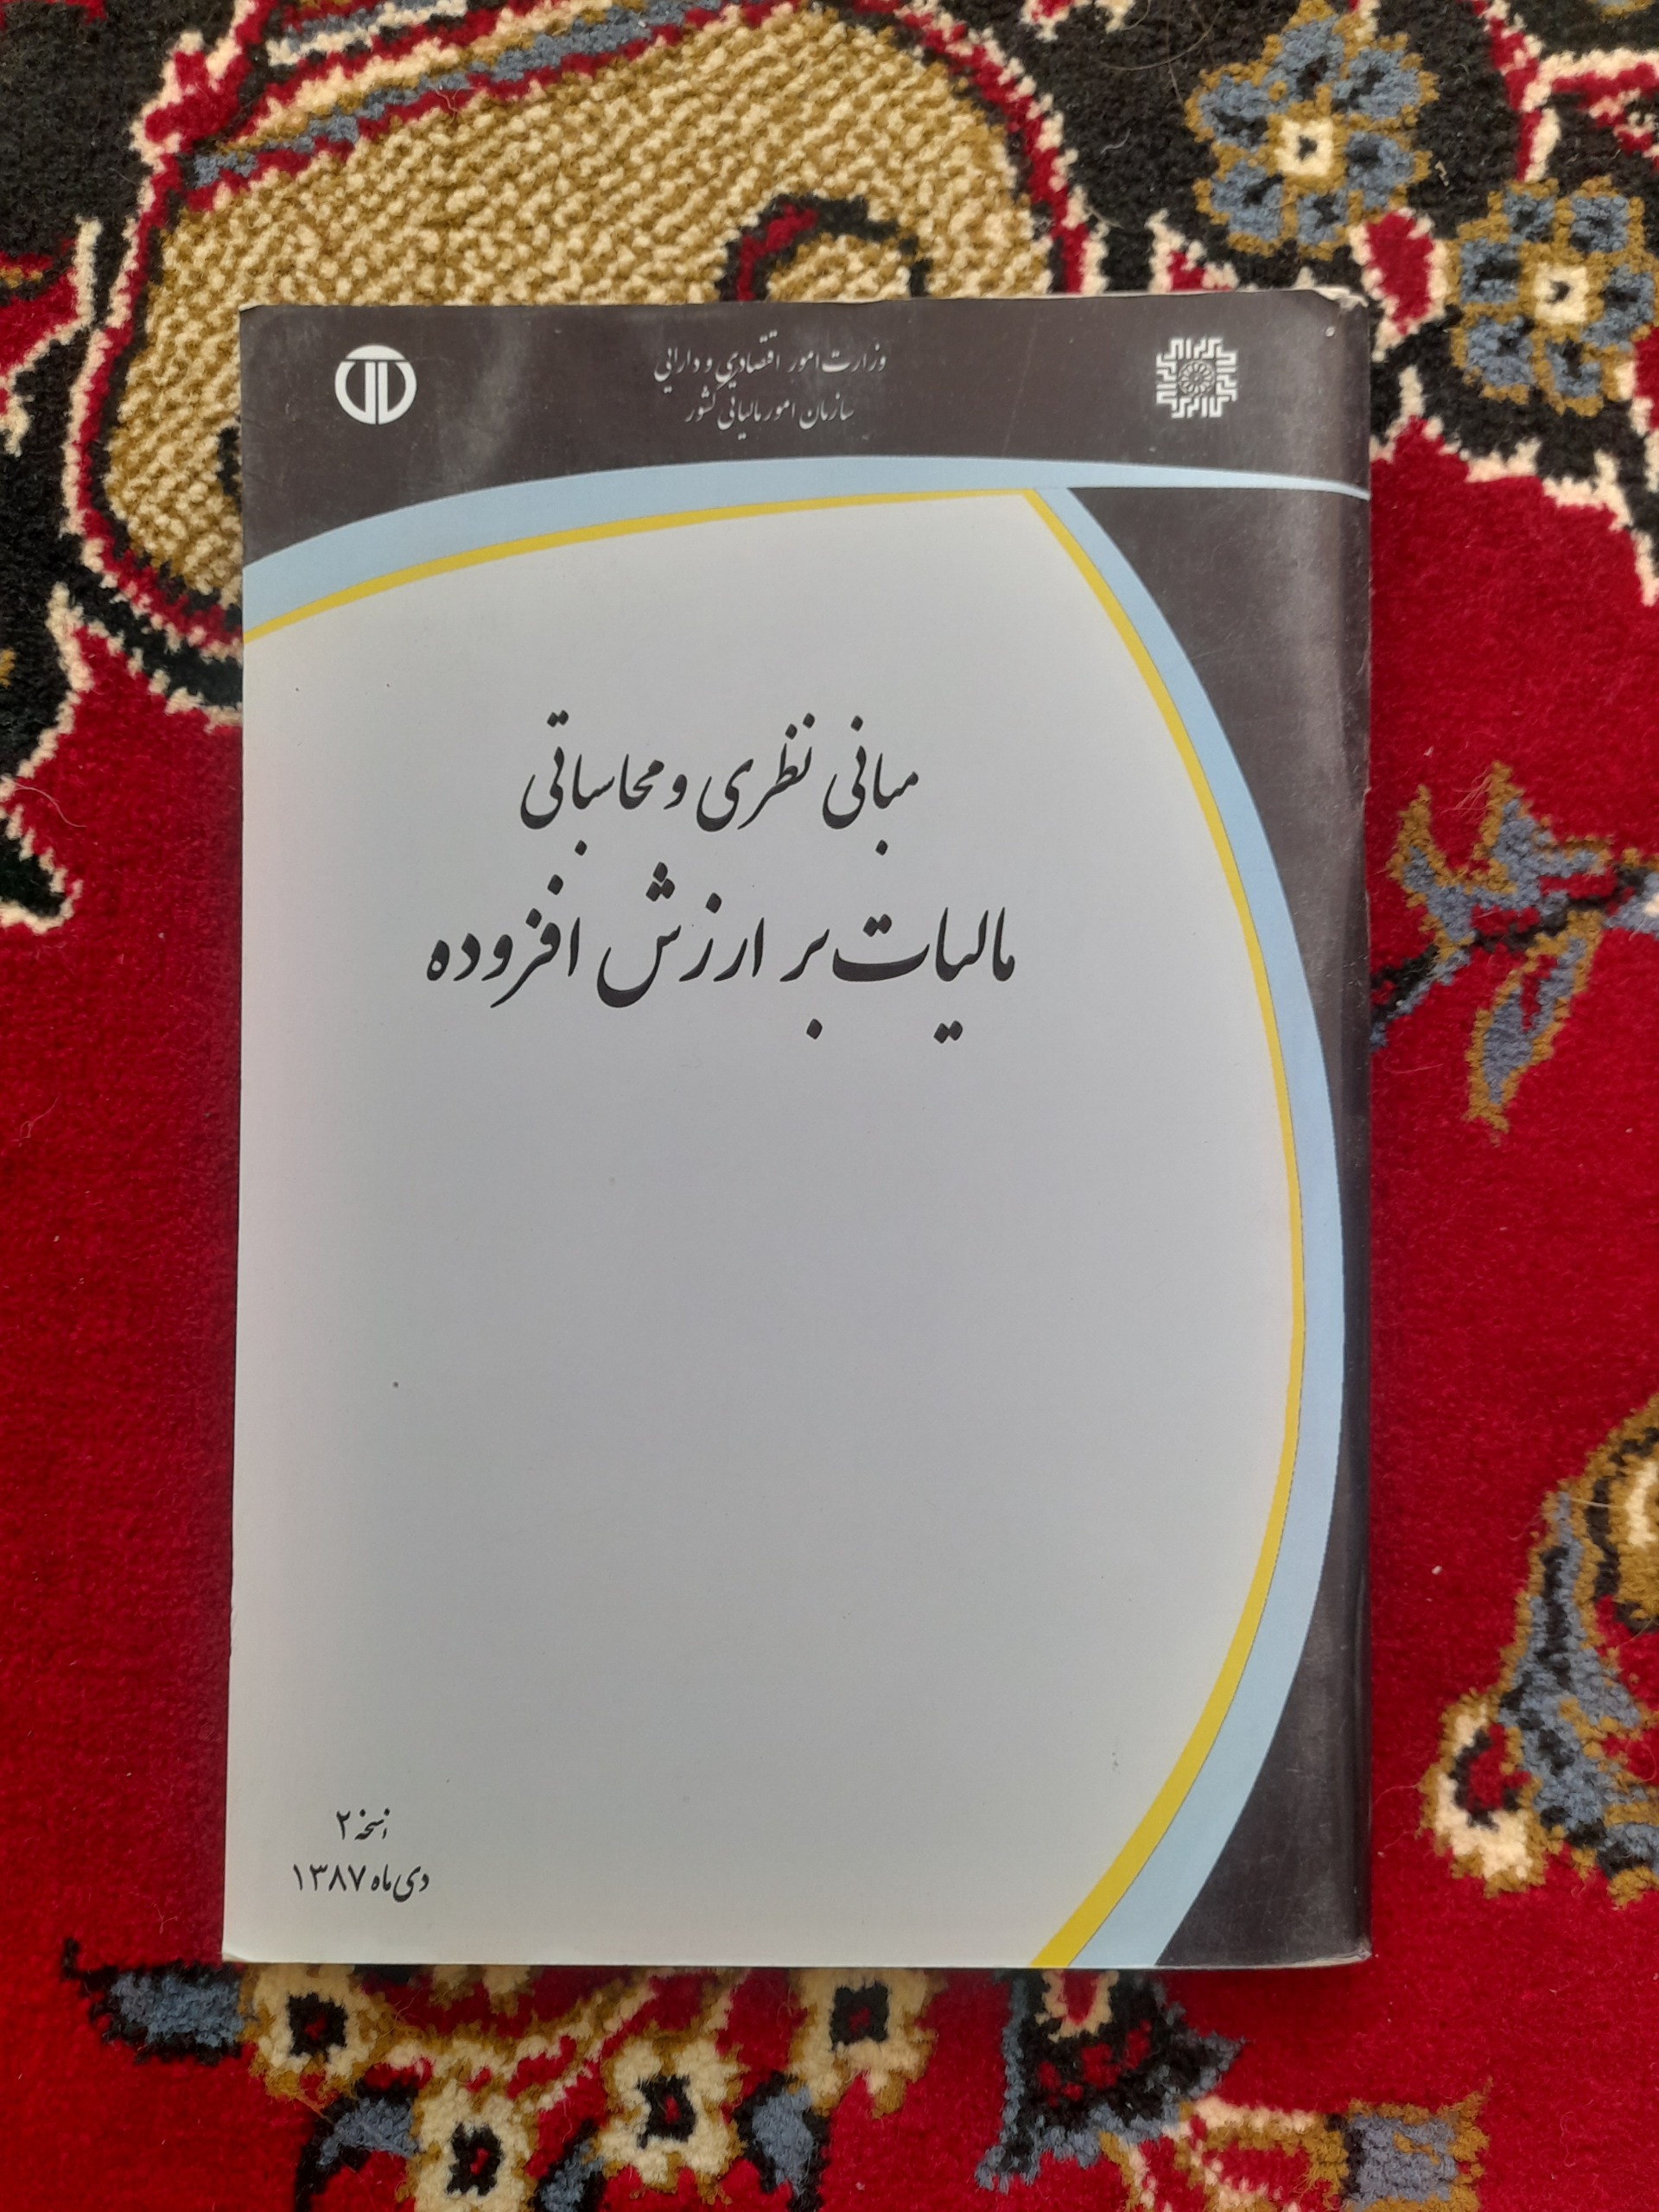 وزارت امور اقتصادی و دارایی
سازمان امور مالیاتی کشور
مبانی نظری و محاسباتی
مالیات بر ارزش افزوده
نسخه ۲
دی ماه ۱۳۸۷